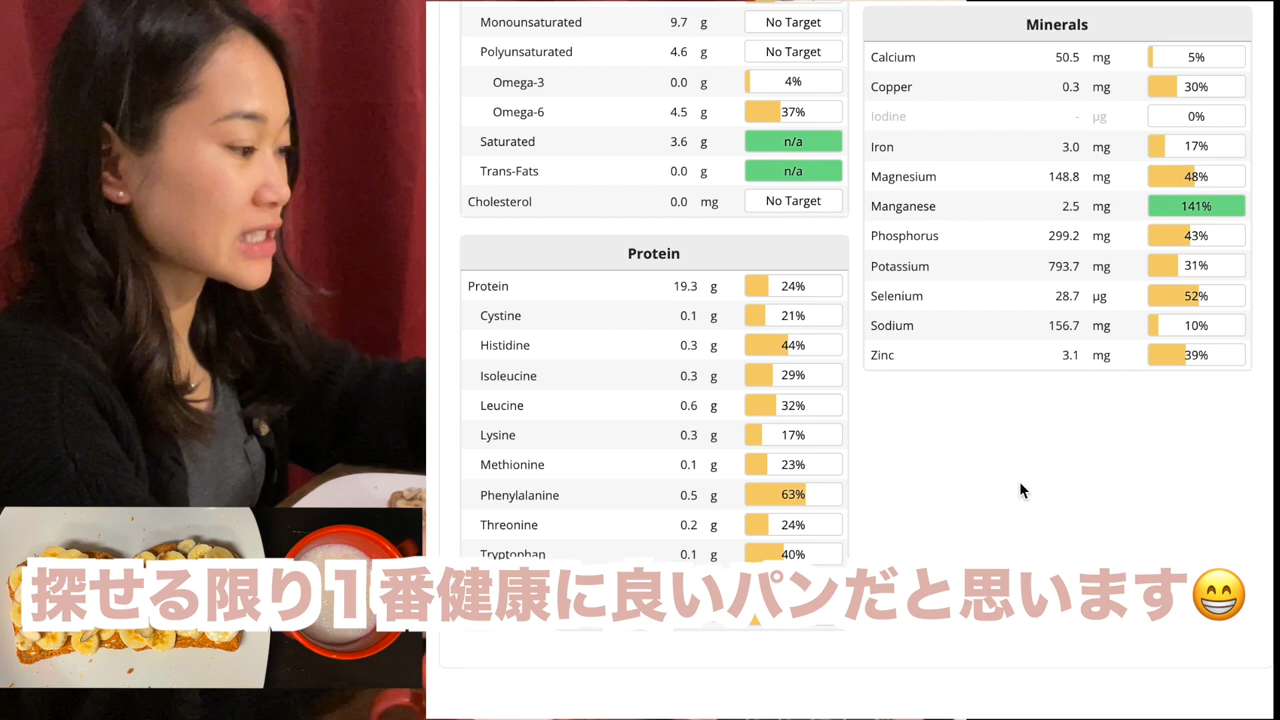 Monounsaturated 9.7 g No Target
Polyunsaturated 4.6 g No Target
Omega-3 0.0 g 4%
Omega-6 4.5 g 37%
Saturated 3.6 g n/a
Trans-Fats 0.0 g n/a
Cholesterol 0.0 mg No Target
Protein
Protein 19.3 g 24%
Cystine 0.1 g 21%
Histidine 0.3 g 44%
Isoleucine 0.3 g 29%
Leucine 0.6 g 32%
Lysine 0.3 g 17%
Methionine 0.1 g 23%
Phenylalanine 0.5 g 63%
Threonine 0.2 g 24%
Tryptophan 0.1 g 40%
Minerals
Calcium 50.5 mg 5%
Copper 0.3 mg 30%
Iodine - µg 0%
Iron 3.0 mg 17%
Magnesium 148.8 mg 48%
Manganese 2.5 mg 141%
Phosphorus 299.2 mg 43%
Potassium 793.7 mg 31%
Selenium 28.7 µg 52%
Sodium 156.7 mg 10%
Zinc 3.1 mg 39%
探せる限り1番健康に良いパンだと思います😁